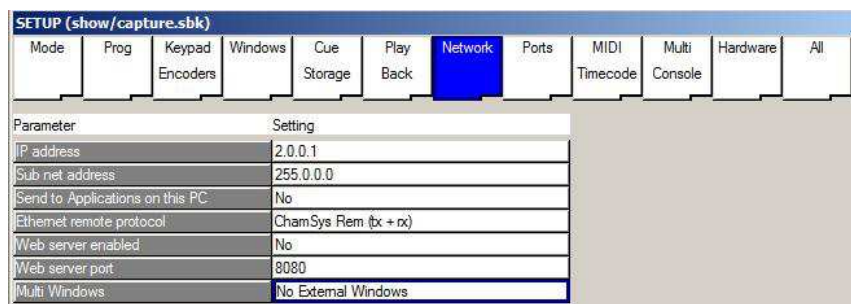 SETUP (show/capture.sbk)
Mode Prog Keypad Encoders Windows Cue Storage Play Back Network Ports MIDI Timecode Multi Console Hardware All
Parameter Setting
IP address 2.0.0.1
Sub net address 255.0.0.0
Send to Applications on this PC No
Ethernet remote protocol ChamSys Rem (tx + rx)
Web server enabled No
Web server port 8080
Multi Windows No External Windows